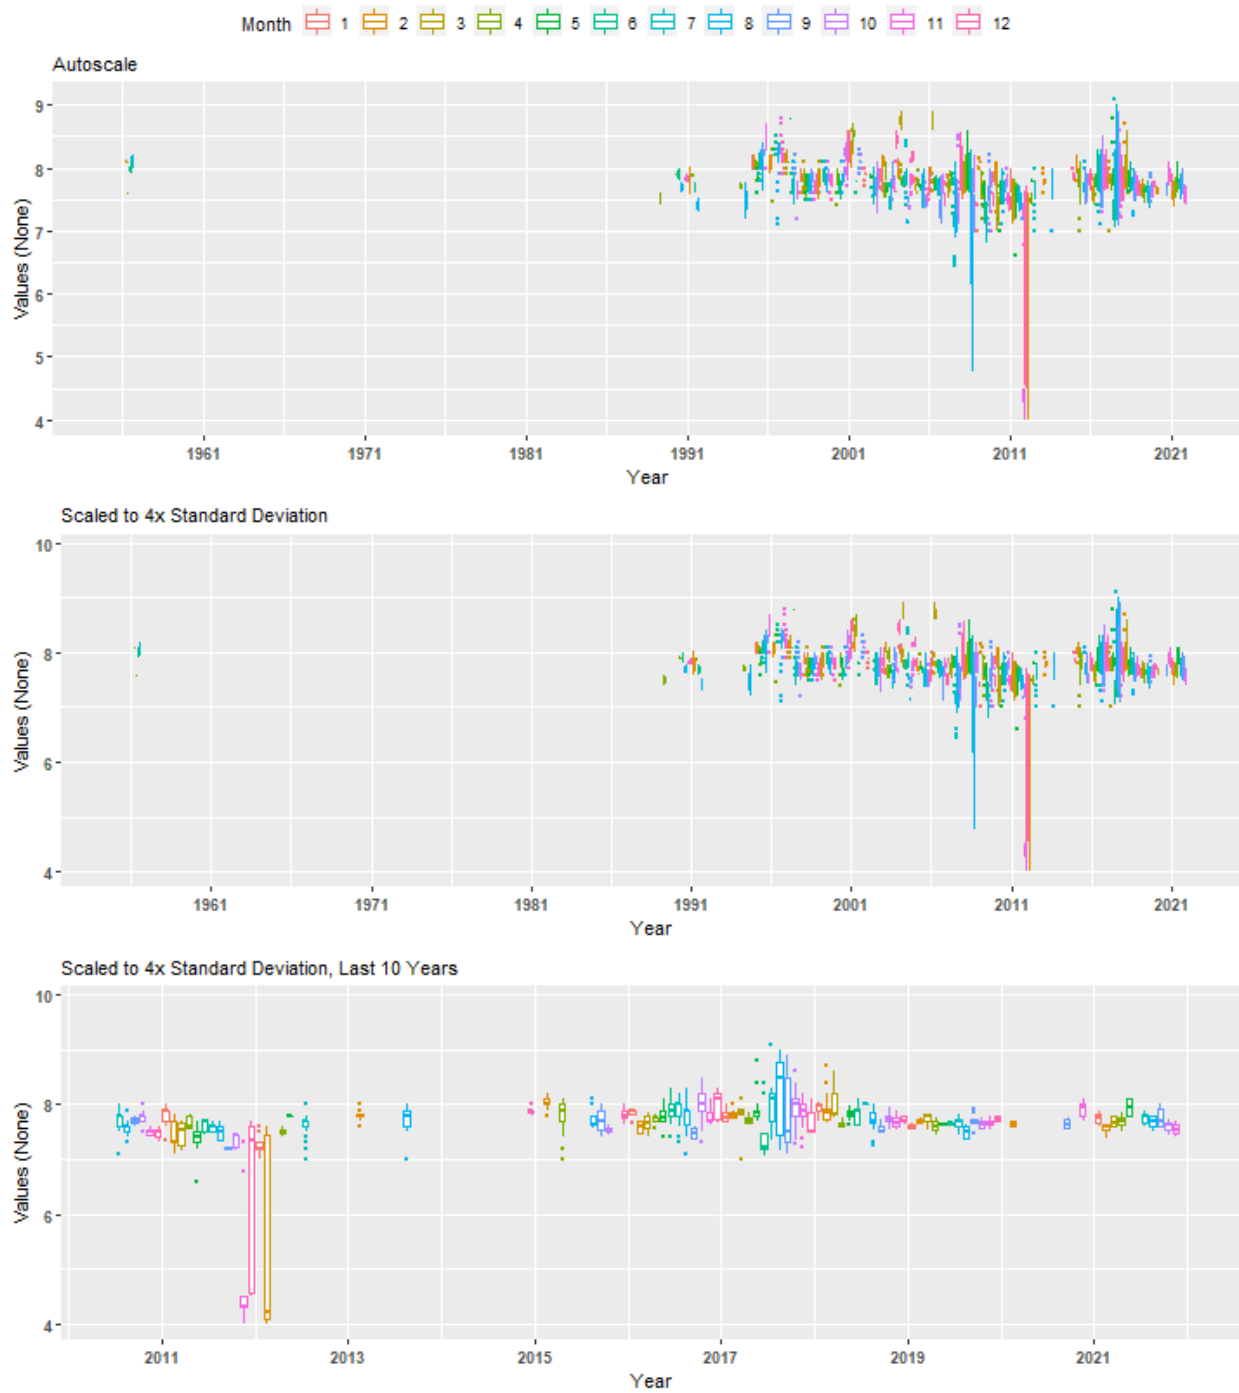 Month 1 2 3 4 5 6 7 8 9 10 11 12
Autoscale
Values (None)
9
8
7
6
5
4
1961 1971 1981 1991 2001 2011 2021
Year
Scaled to 4x Standard Deviation
Values (None)
10
8
6
4
1961 1971 1981 1991 2001 2011 2021
Year
Scaled to 4x Standard Deviation, Last 10 Years
Values (None)
10
8
6
4
2011 2013 2015 2017 2019 2021
Year